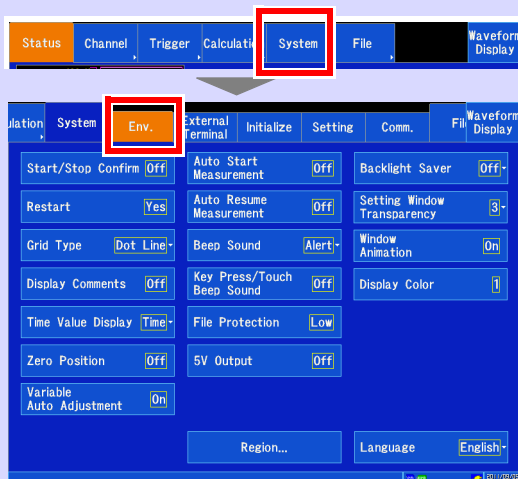 Status
Channel
Trigger
System
File
Waveform
Display
System
Env.
External
Terminal
Initialize
Setting
Comm.
Waveform
Display
Start/Stop Confirm Off
Restart Yes
Grid Type Dot Line
Display Comments Off
Time Value Display Time
Zero Position Off
Variable
Auto Adjustment On
Auto Start
Measurement Off
Auto Resume
Measurement Off
Beep Sound Alert
Key Press/Touch
Beep Sound Off
File Protection Low
5V Output Off
Region...
Backlight Saver Off
Setting Window
Transparency 3
Window
Animation On
Display Color 1
Language English